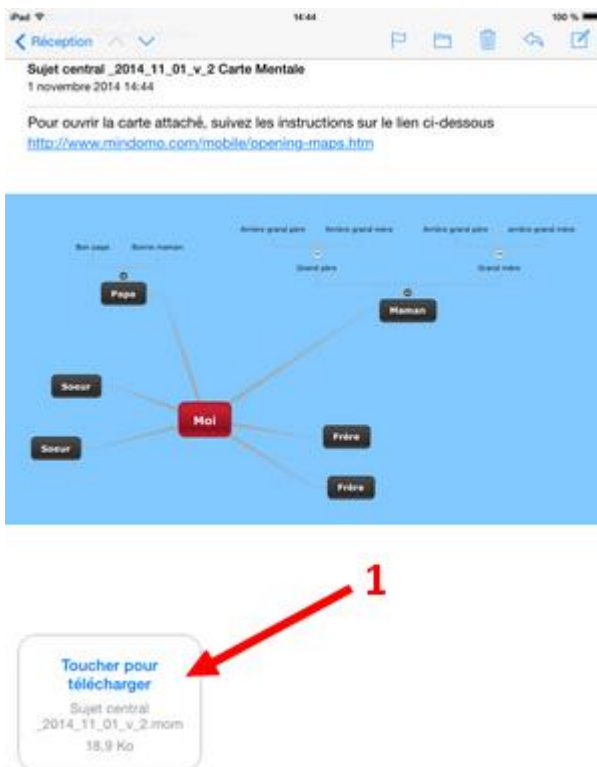 iPad
14:44
100 %
Réception
Sujet central _2014_11_01_v_2 Carte Mentale
1 novembre 2014 14:44
Pour ouvrir la carte attaché, suivez les instructions sur le lien ci-dessous
http://www.mindomo.com/mobile/opening-maps.htm
Arrière grand père Arrière grand mère Arrière grand père arrière grand mère
Bon papa Bonne maman
Grand père Grand mère
Papa
Maman
Soeur
Moi
Frère
Soeur
Frère
1
Toucher pour
télécharger
Sujet central
_2014_11_01_v_2.mom
18,9 Ko